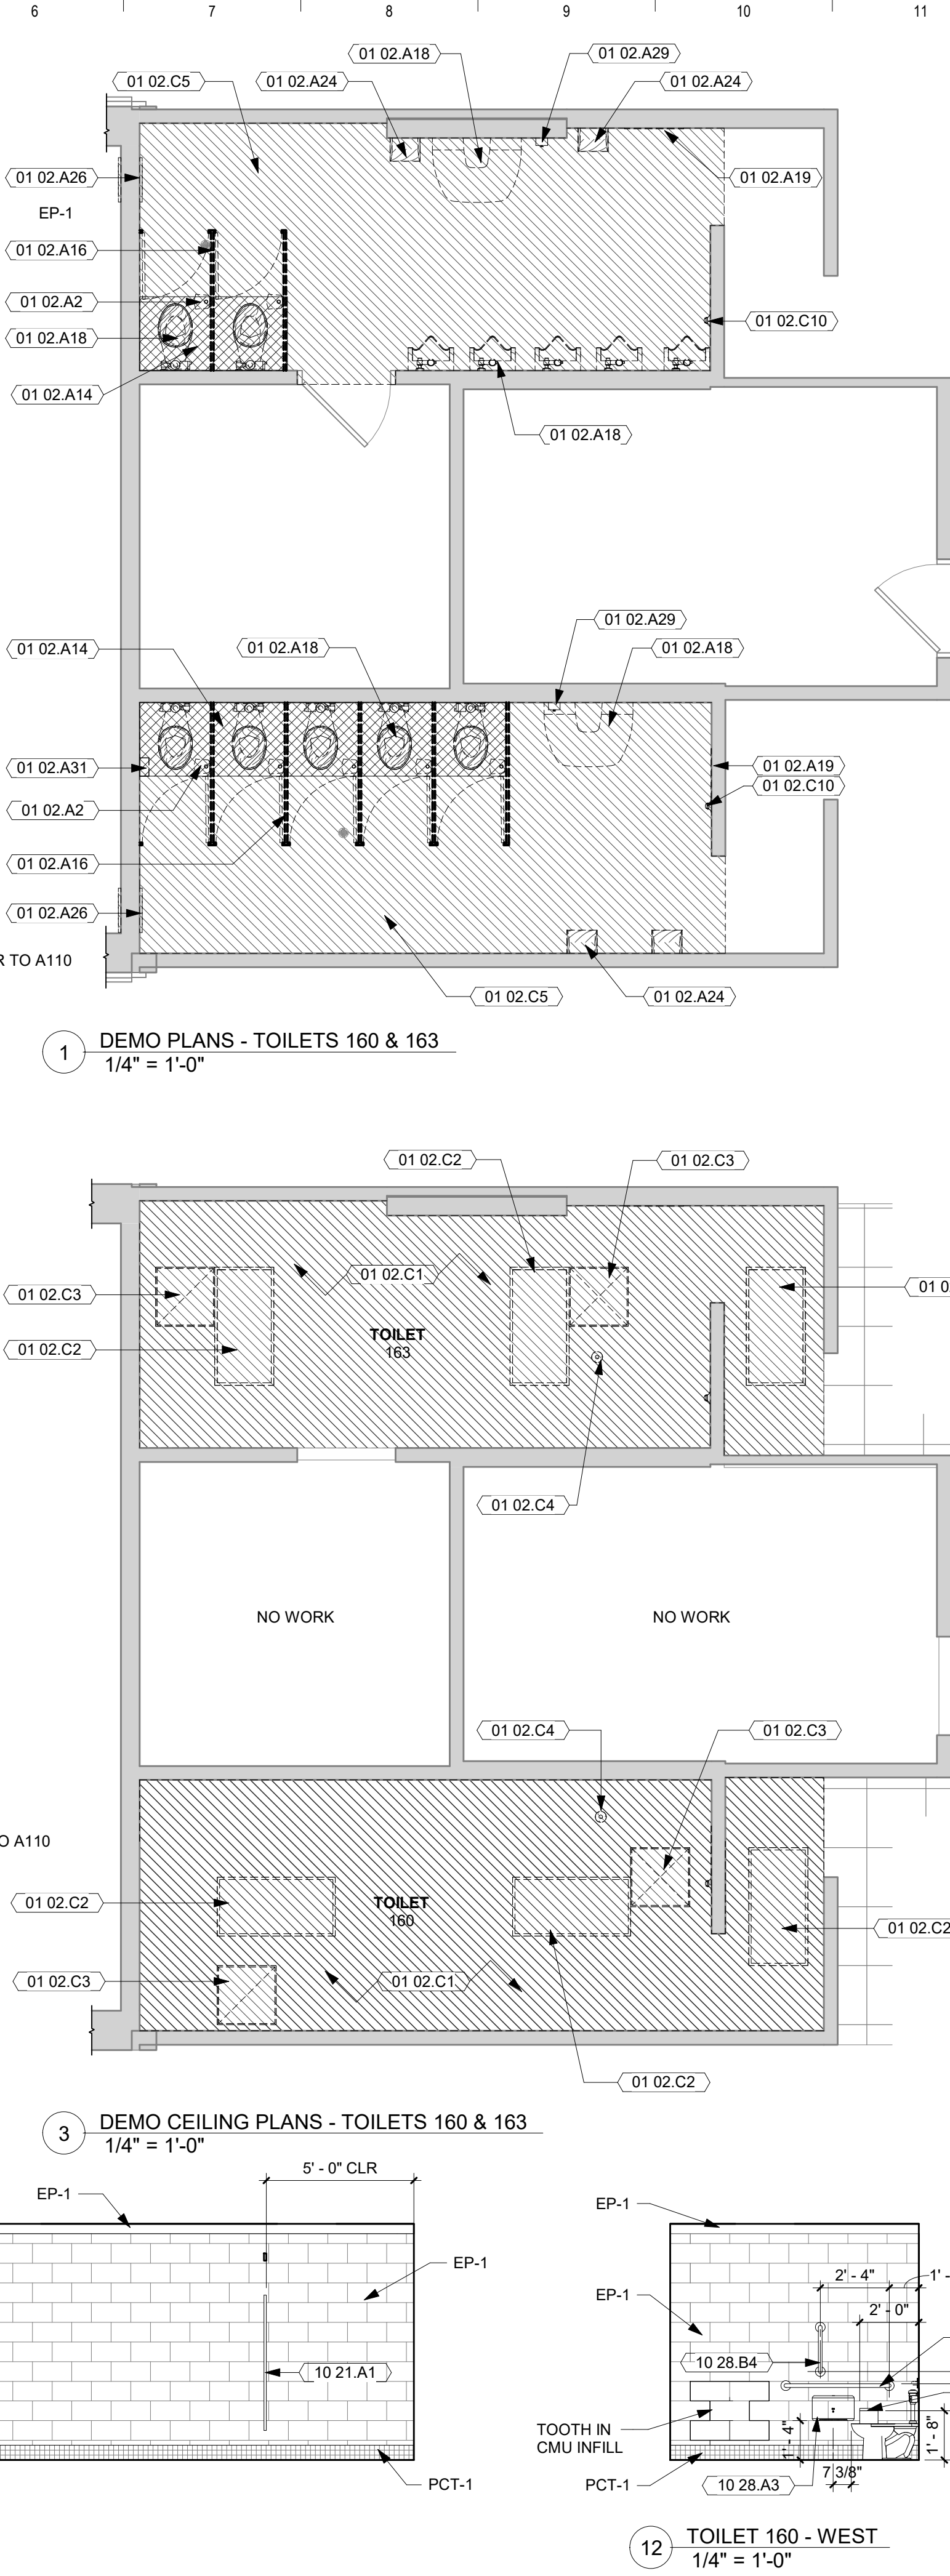 6 7 8 9 10 11
01 02.A18
01 02.A29
01 02.C5
01 02.A24
01 02.A24
01 02.A26
01 02.A19
EP-1
01 02.A16
01 02.A2
01 02.C10
01 02.A18
01 02.A14
01 02.A18
01 02.A29
01 02.A14
01 02.A18
01 02.A18
01 02.A31
01 02.A19
01 02.C10
01 02.A2
01 02.A16
01 02.A26
R TO A110
01 02.C5
01 02.A24
1
DEMO PLANS - TOILETS 160 & 163
1/4" = 1'-0"
01 02.C2
01 02.C3
01 02.C1
01 02.C3
01 0
TOILET
163
01 02.C2
01 02.C4
NO WORK
NO WORK
01 02.C4
01 02.C3
O A110
01 02.C2
TOILET
160
01 02.C2
01 02.C3
01 02.C1
01 02.C2
3
DEMO CEILING PLANS - TOILETS 160 & 163
1/4" = 1'-0"
5' - 0" CLR
EP-1
EP-1
10 21.A1
PCT-1
EP-1
EP-1
2' - 4"
1' -
2' - 0"
10 28.B4
TOOTH IN
CMU INFILL
1' - 4"
1' - 8"
7 3/8"
PCT-1
10 28.A3
12
TOILET 160 - WEST
1/4" = 1'-0"